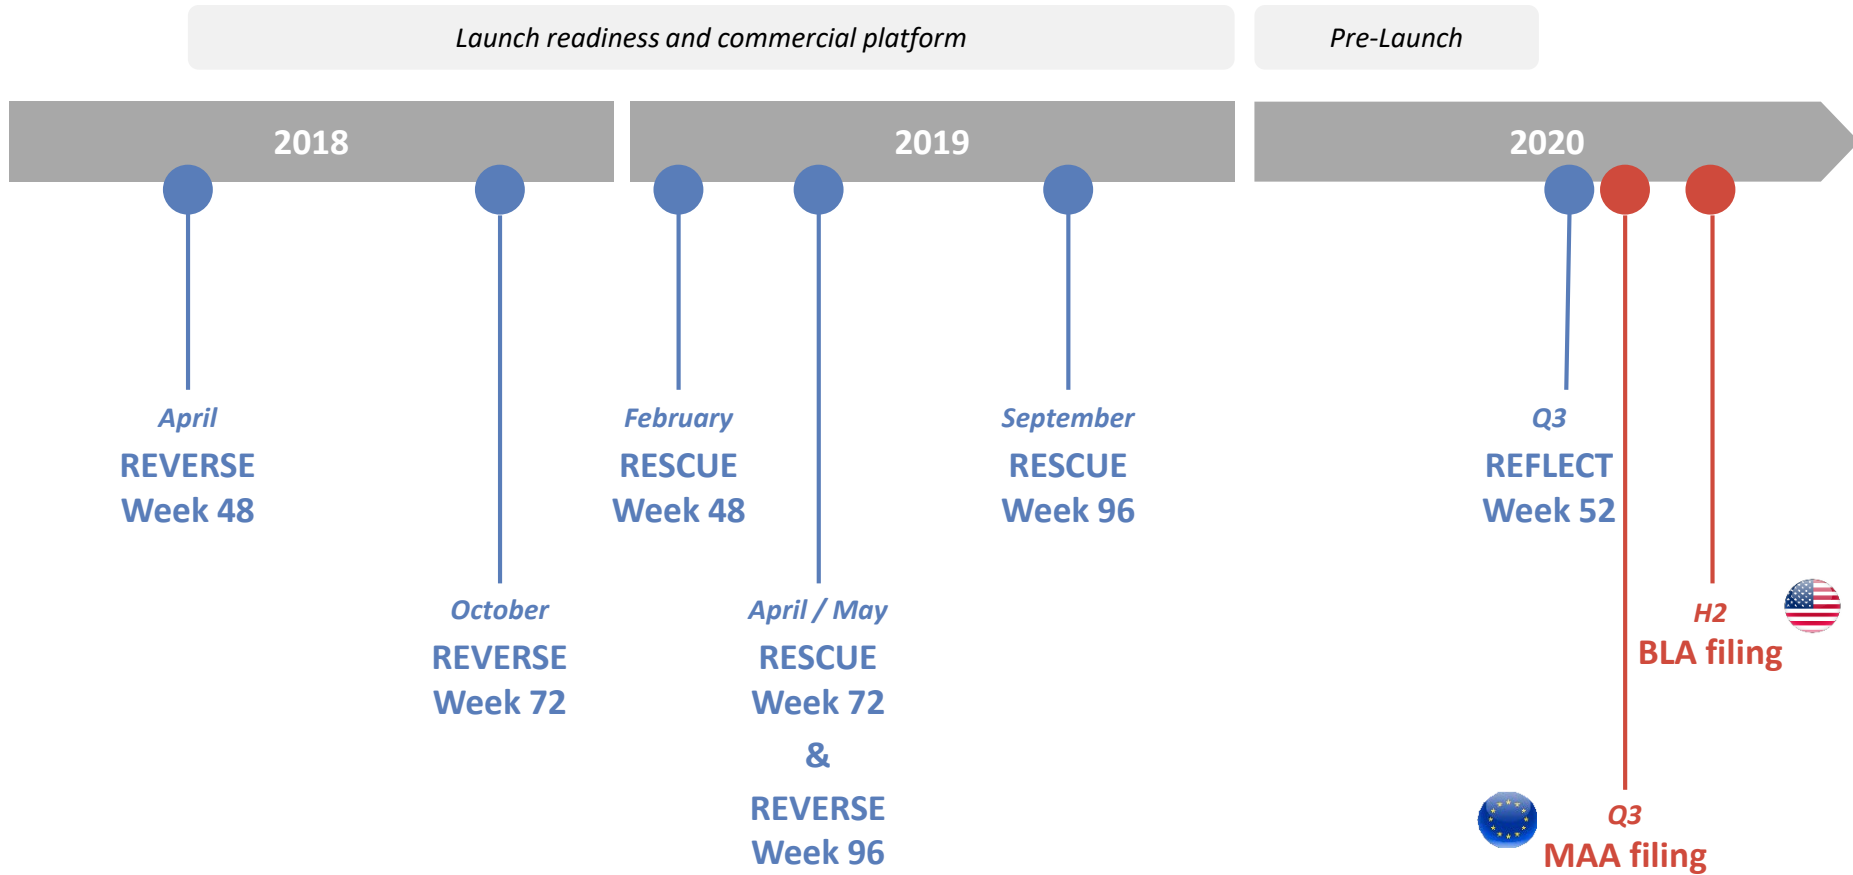 Launch readiness and commercial platform
Pre-Launch
2018
2019
2020
April
REVERSE
Week 48
October
REVERSE
Week 72
February
RESCUE
Week 48
April / May
RESCUE
Week 72
&
REVERSE
Week 96
September
RESCUE
Week 96
Q3
REFLECT
Week 52
Q3
MAA filing
H2
BLA filing